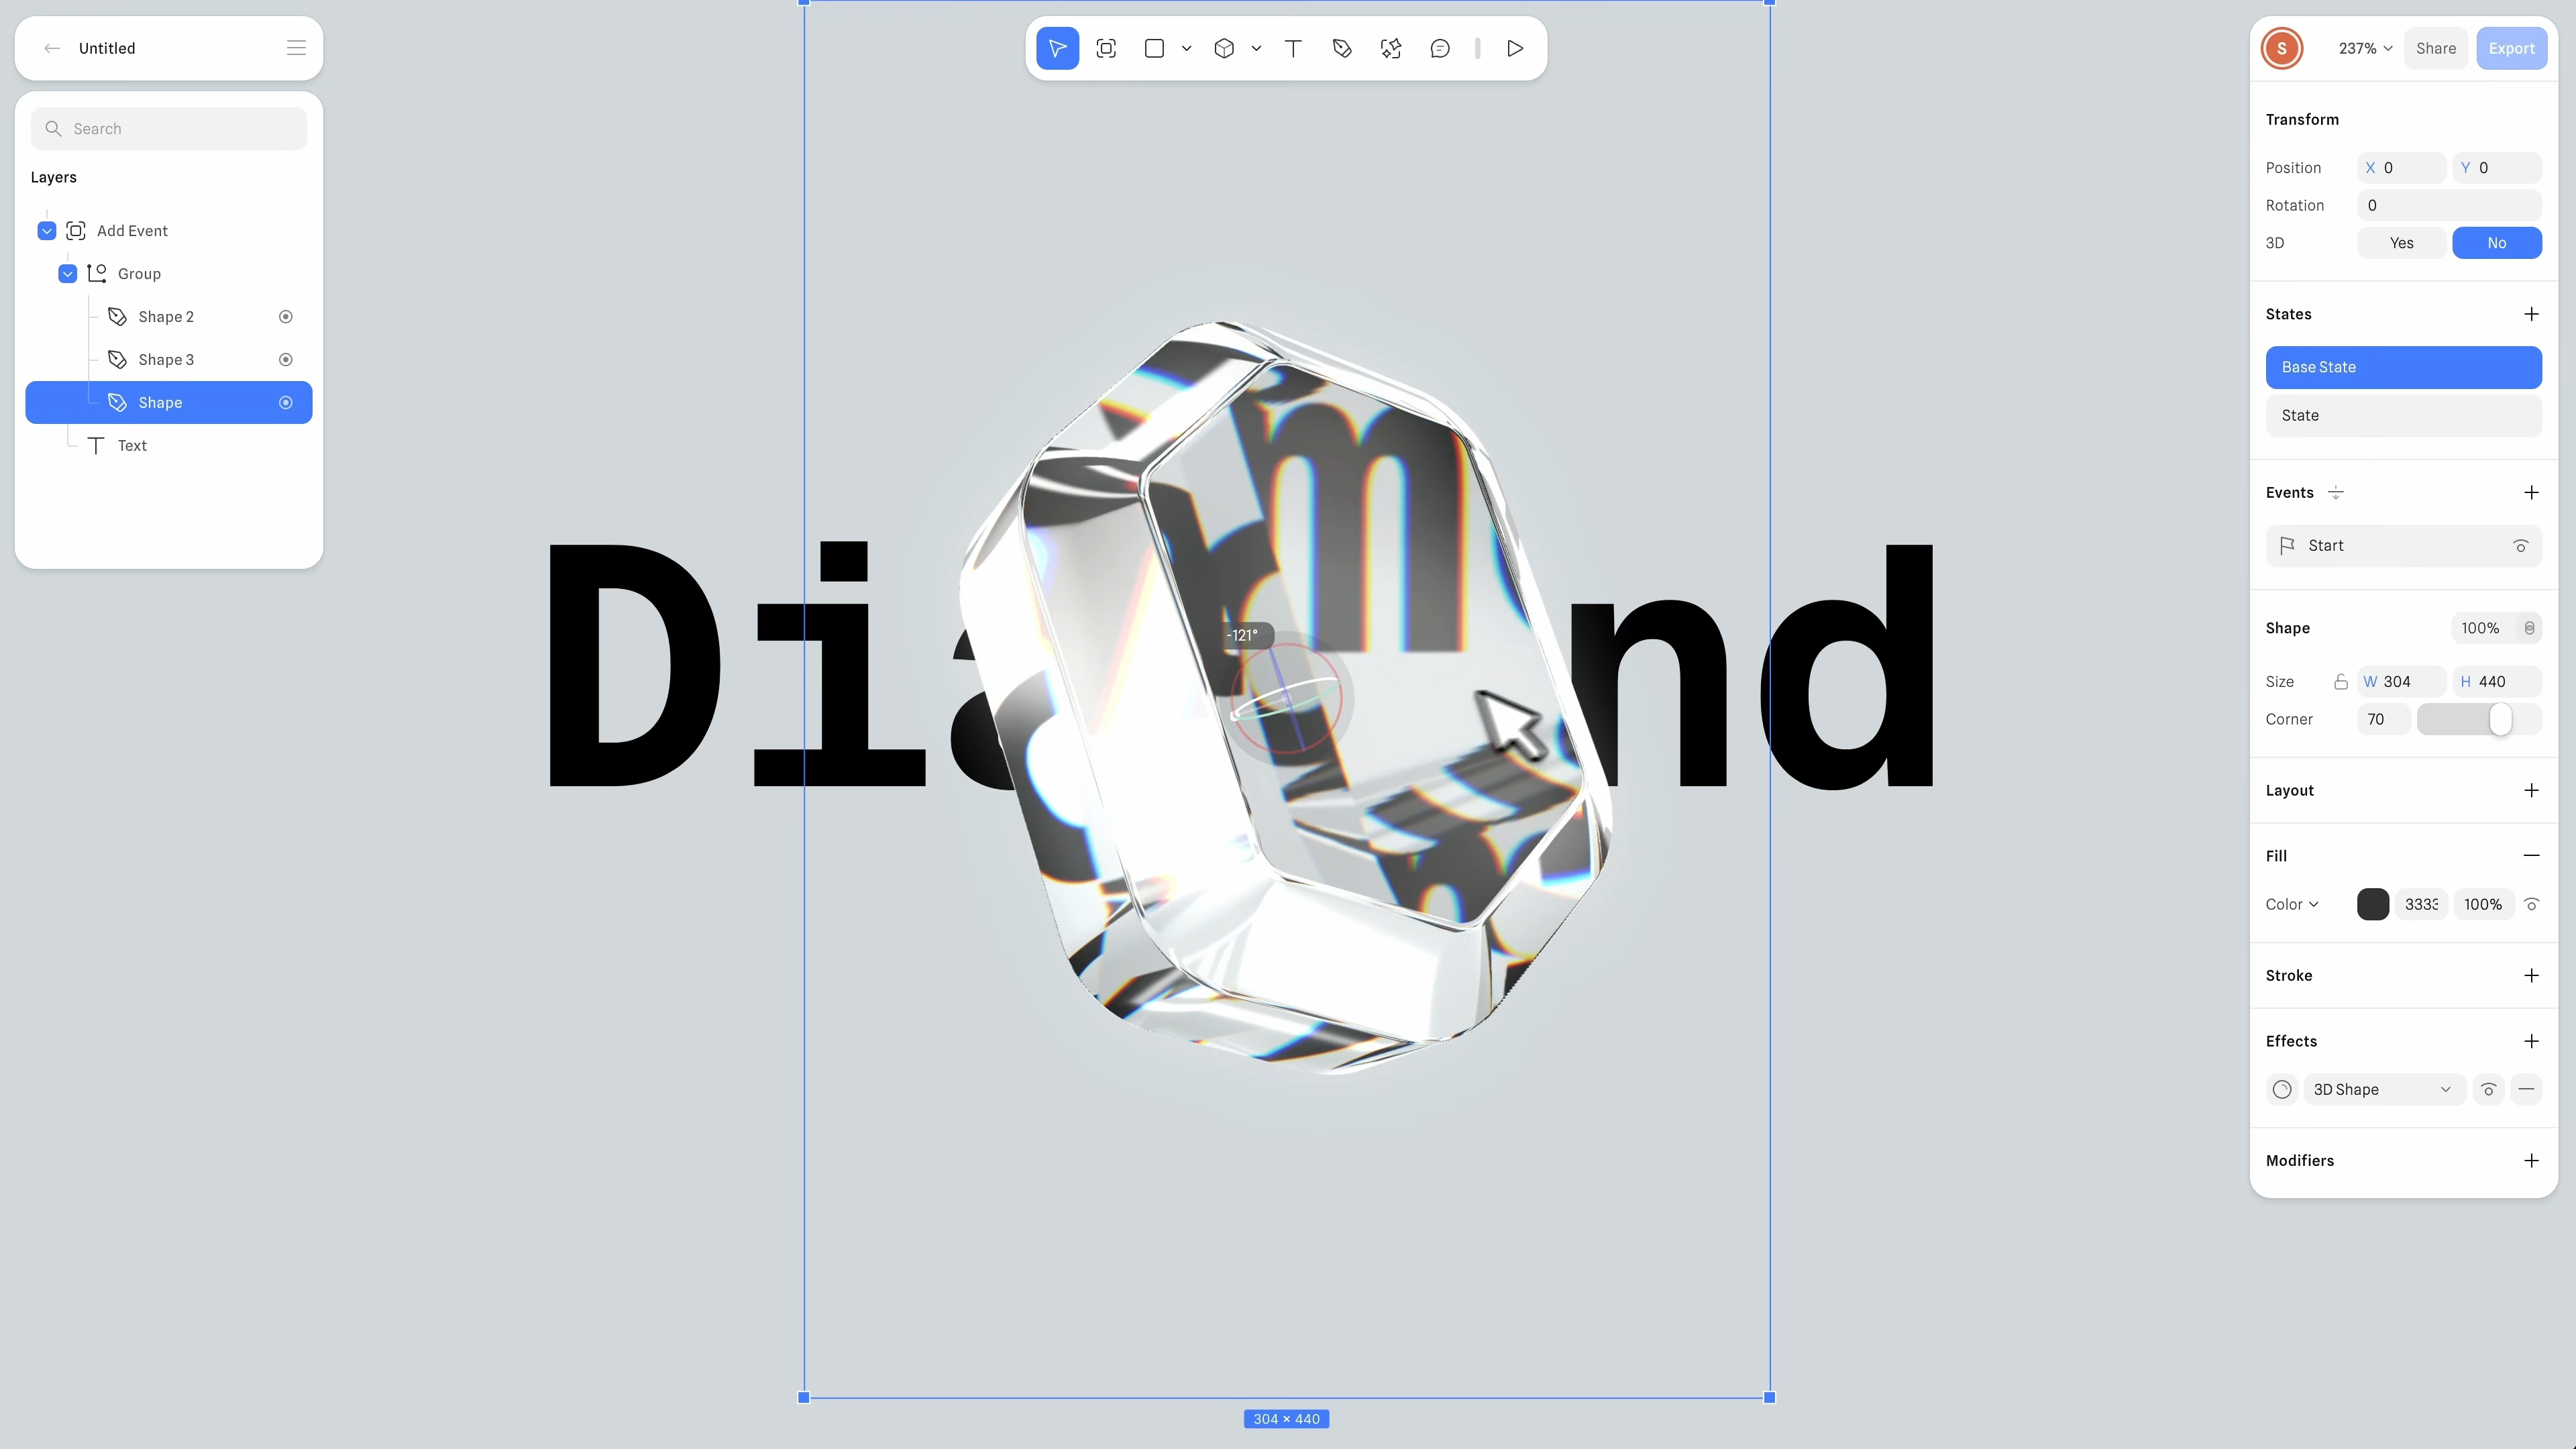 Untitled
Search
Layers
Add Event
Group
Shape 2
Shape 3
Shape
Text
Diamond
-121°
304 × 440
S
237%
Share
Export
Transform
Position X 0 Y 0
Rotation 0
3D Yes No
States
Base State
State
Events
Start
Shape 100%
Size W 304 H 440
Corner 70
Layout
Fill
Color 3333 100%
Stroke
Effects
3D Shape
Modifiers